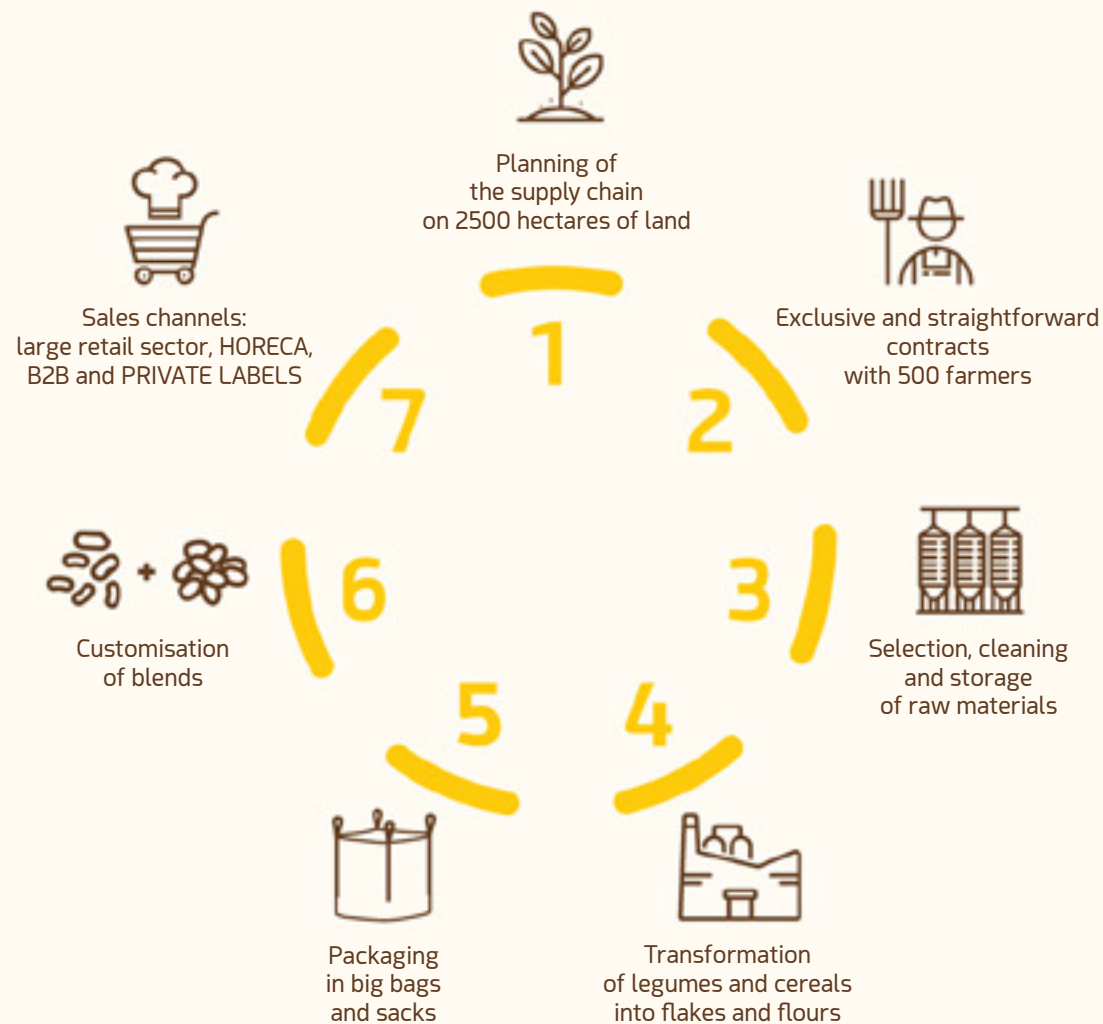 Planning of
the supply chain
on 2500 hectares of land
1
Exclusive and straightforward
contracts
with 500 farmers
2
Selection, cleaning
and storage
of raw materials
3
Transformation
of legumes and cereals
into flakes and flours
4
Packaging
in big bags
and sacks
5
Customisation
of blends
6
Sales channels:
large retail sector, HORECA,
B2B and PRIVATE LABELS
7